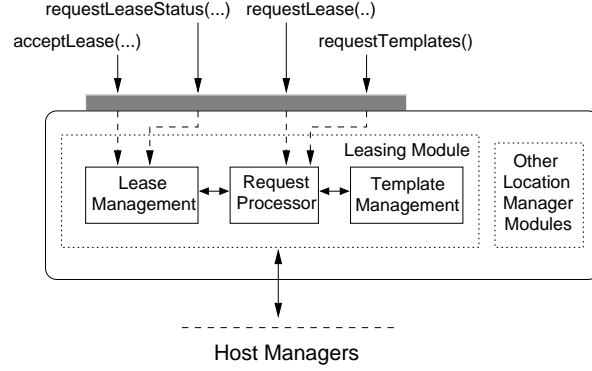 requestLeaseStatus(...)
requestLease(..)
acceptLease(...)
requestTemplates()
Leasing Module
Lease
Management
Request
Processor
Template
Management
Other
Location
Manager
Modules
Host Managers